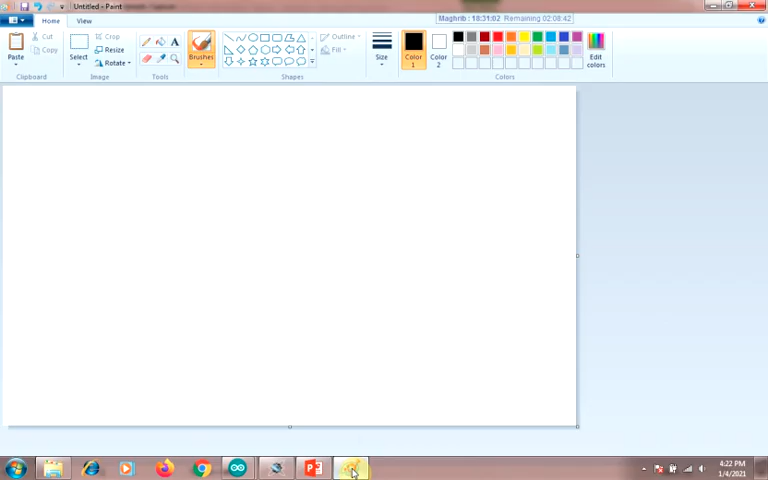 Untitled - Paint
Home View
Maghrib : 18:31:02 Remaining 02:08:42
Paste
Cut
Copy
Clipboard
Select
Crop
Resize
Rotate
Image
A
Tools
Brushes
Outline
Fill
Shapes
Size
Color 1
Color 2
Edit colors
Colors
4:22 PM
1/4/2021